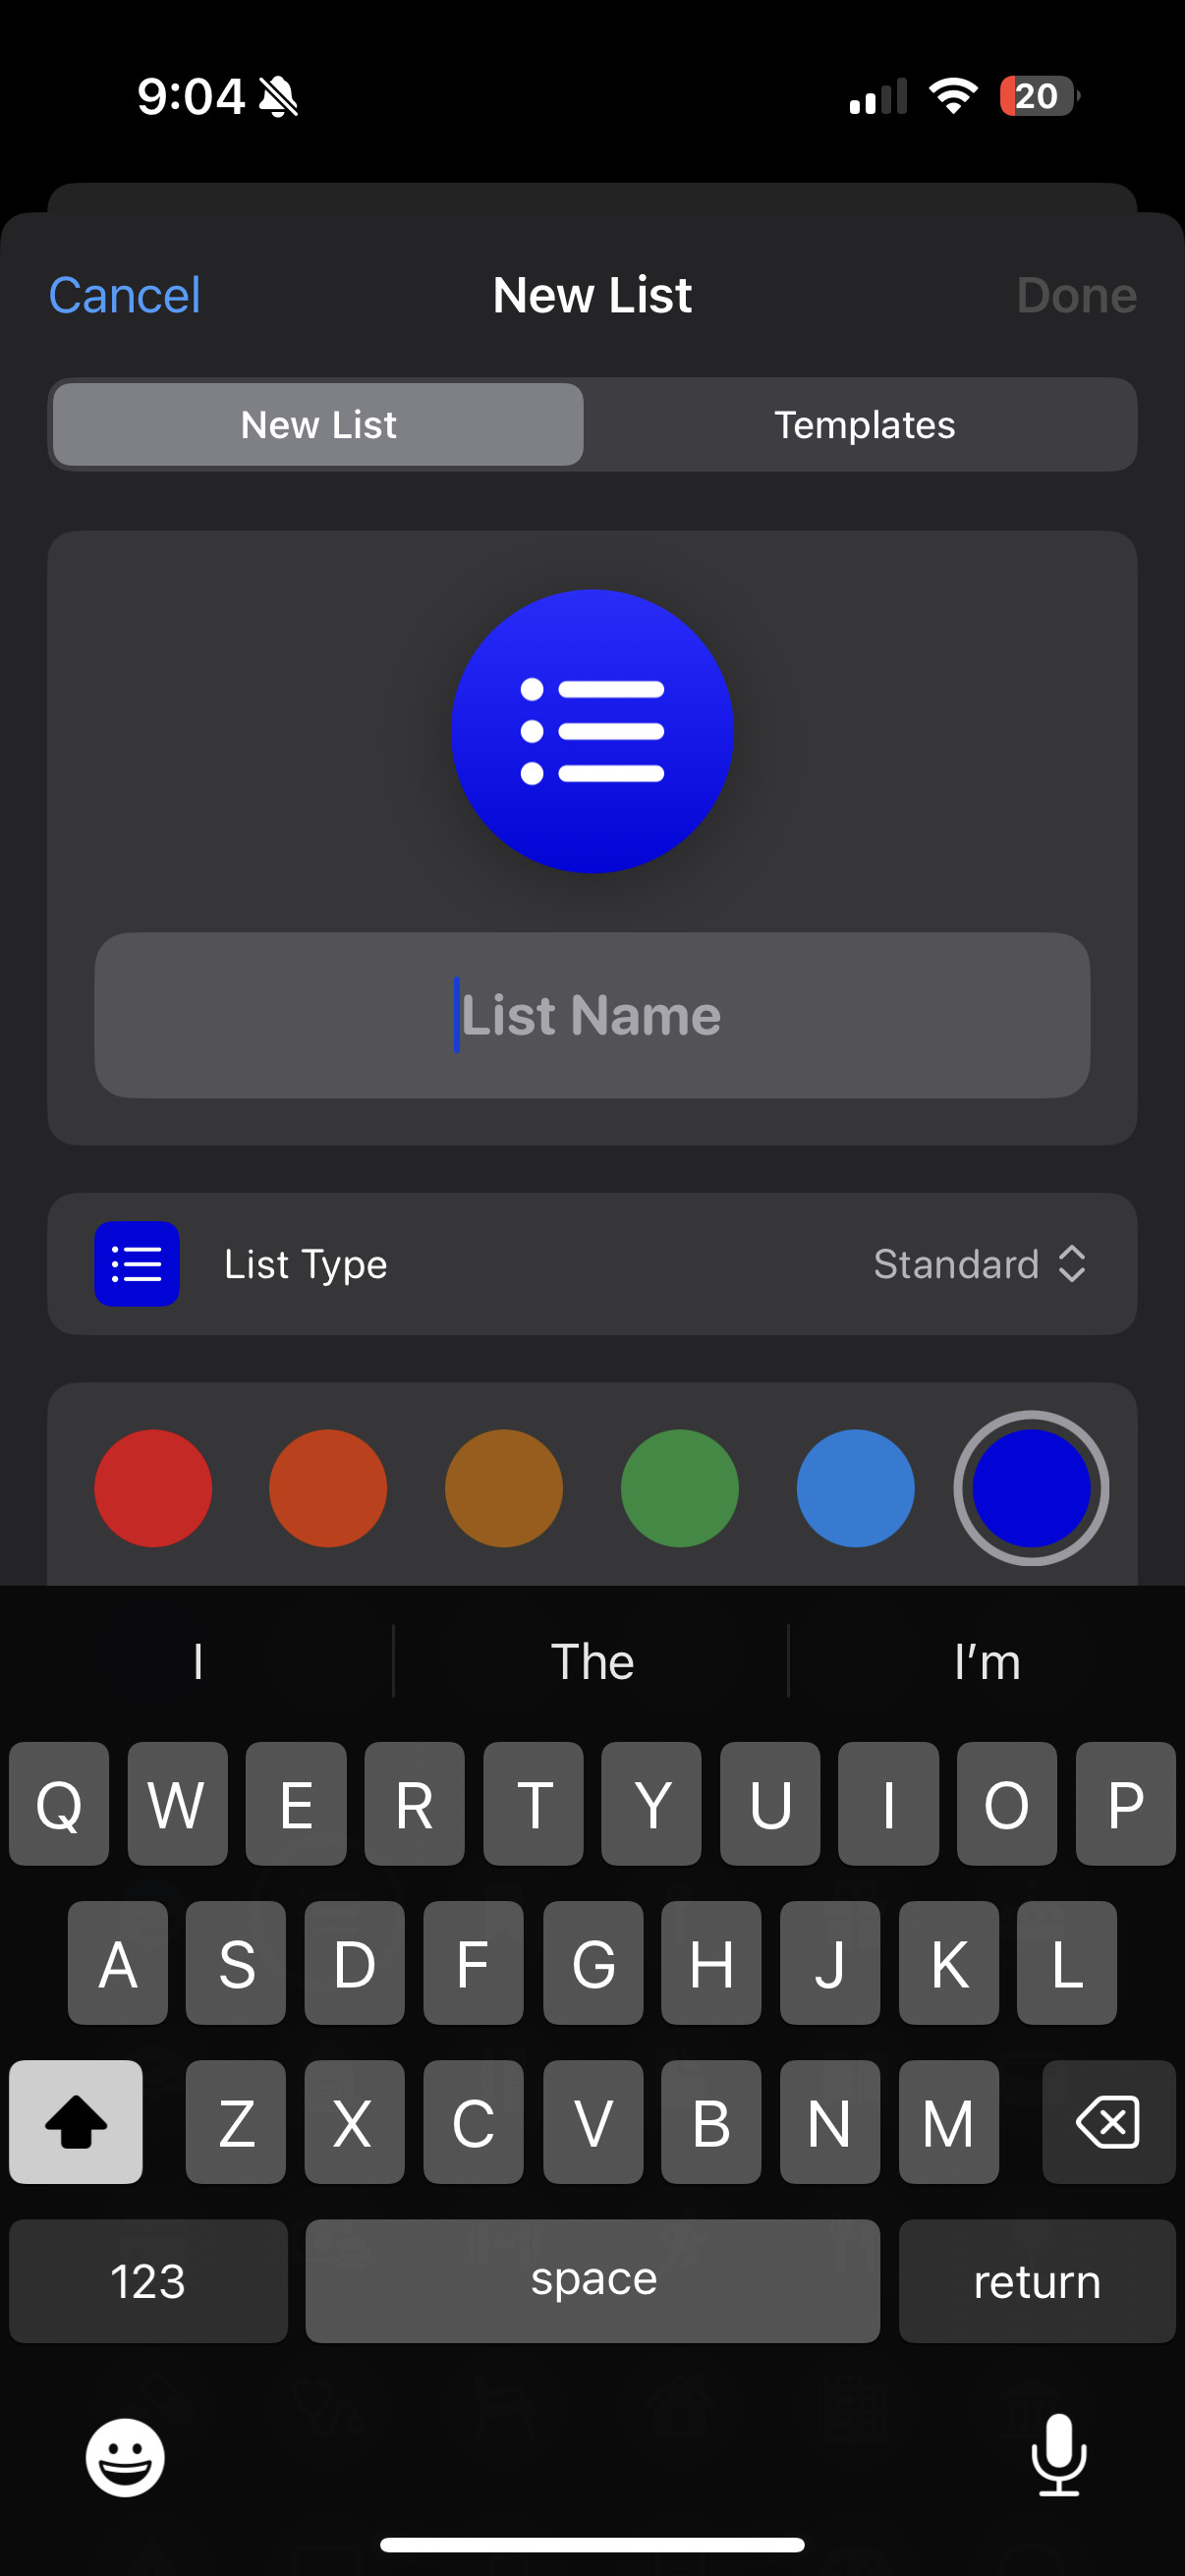 9:04
20
Cancel New List Done
New List Templates
List Name
List Type Standard
I The I’m
Q W E R T Y U I O P
A S D F G H J K L
Z X C V B N M
123 space return